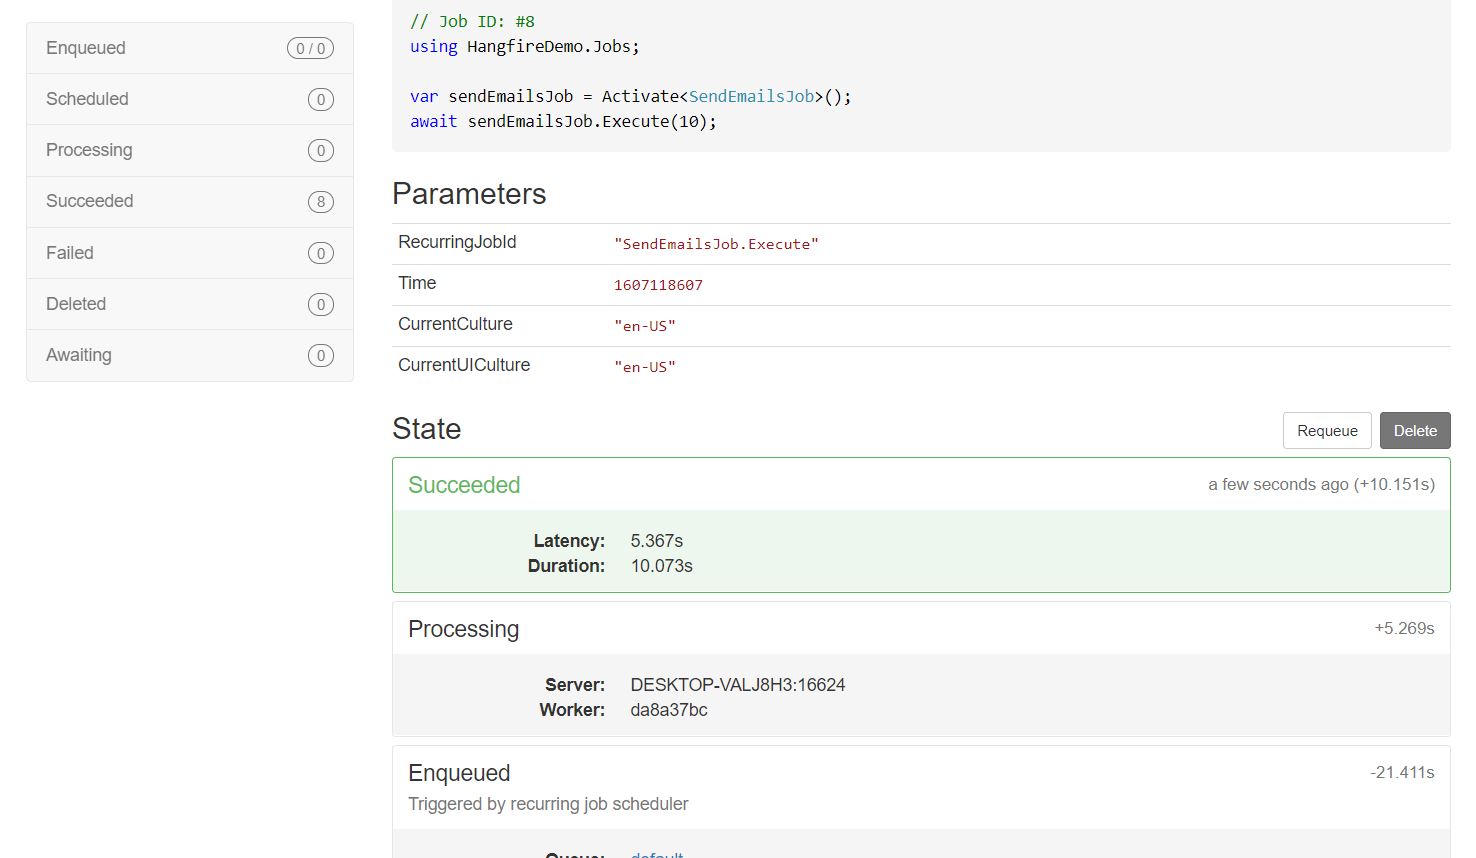 Enqueued 0 / 0
Scheduled 0
Processing 0
Succeeded 8
Failed 0
Deleted 0
Awaiting 0
// Job ID: #8
using HangfireDemo.Jobs;
var sendEmailsJob = Activate<SendEmailsJob>();
await sendEmailsJob.Execute(10);
Parameters
RecurringJobId "SendEmailsJob.Execute"
Time 1607118607
CurrentCulture "en-US"
CurrentUICulture "en-US"
State Requeue Delete
Succeeded a few seconds ago (+10.151s)
Latency: 5.367s
Duration: 10.073s
Processing +5.269s
Server: DESKTOP-VALJ8H3:16624
Worker: da8a37bc
Enqueued -21.411s
Triggered by recurring job scheduler
Queue: default